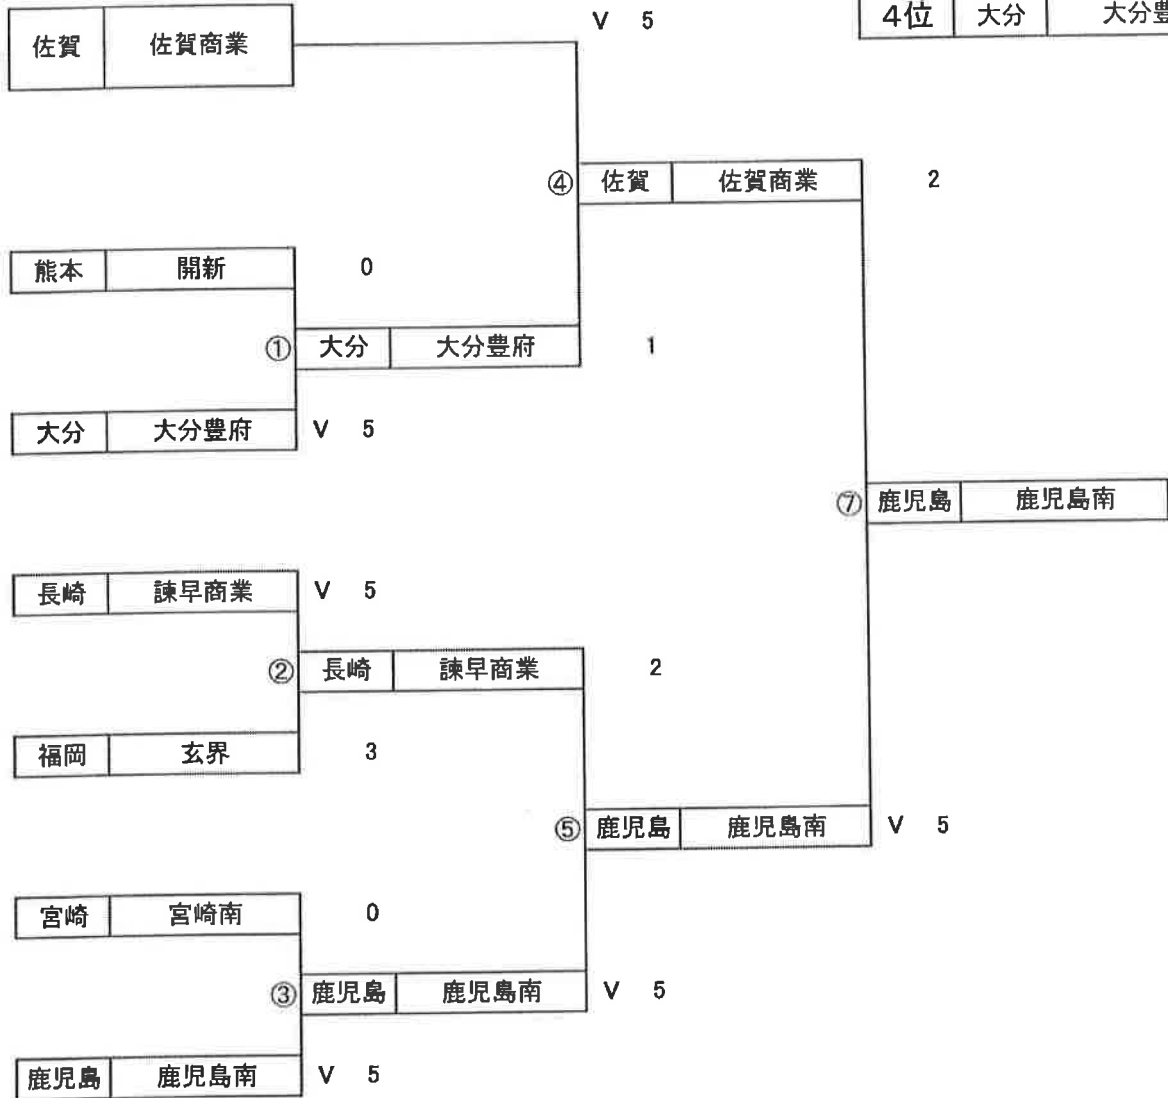 V 5
4位 大分 大分豊
佐賀 佐賀商業
④ 佐賀 佐賀商業 2
熊本 開新 0
① 大分 大分豊府 1
大分 大分豊府 V 5
⑦ 鹿児島 鹿児島南
長崎 諫早商業 V 5
② 長崎 諫早商業 2
福岡 玄界 3
⑤ 鹿児島 鹿児島南 V 5
宮崎 宮崎南 0
③ 鹿児島 鹿児島南 V 5
鹿児島 鹿児島南 V 5